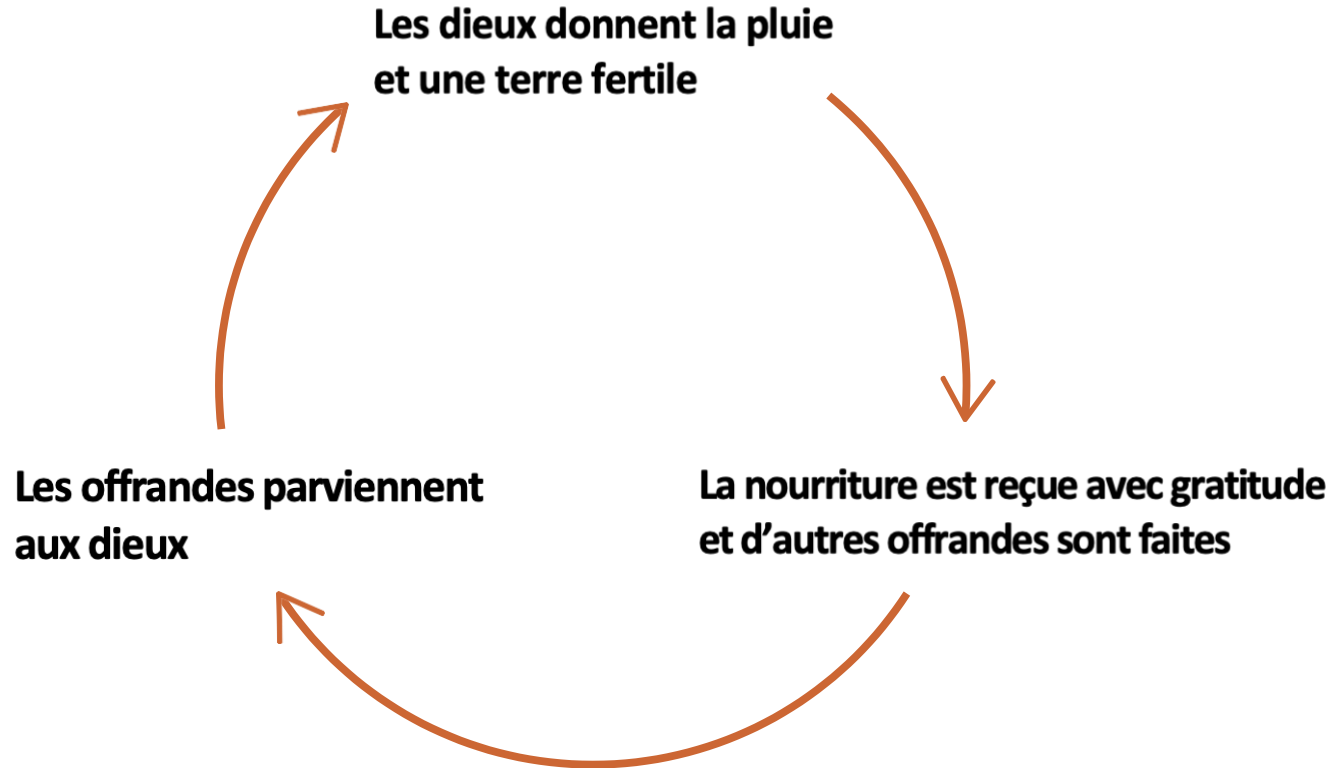 Les dieux donnent la pluie
et une terre fertile
La nourriture est reçue avec gratitude
et d’autres offrandes sont faites
Les offrandes parviennent
aux dieux